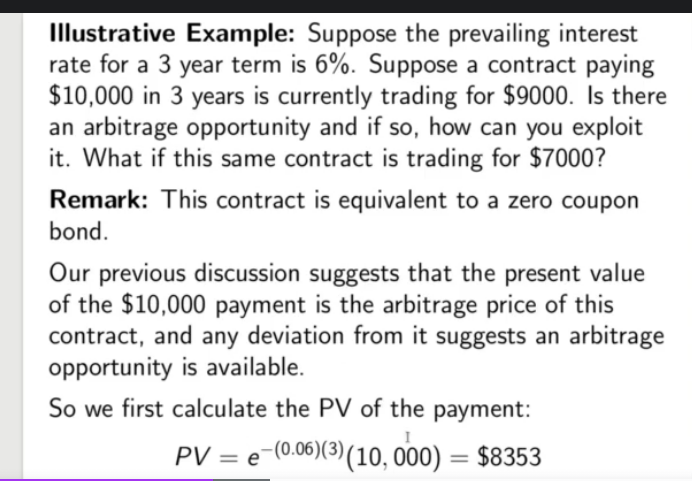 Illustrative Example: Suppose the prevailing interest
rate for a 3 year term is 6%. Suppose a contract paying
$10,000 in 3 years is currently trading for $9000. Is there
an arbitrage opportunity and if so, how can you exploit
it. What if this same contract is trading for $7000?
Remark: This contract is equivalent to a zero coupon
bond.
Our previous discussion suggests that the present value
of the $10,000 payment is the arbitrage price of this
contract, and any deviation from it suggests an arbitrage
opportunity is available.
So we first calculate the PV of the payment:
PV = e^{-(0.06)(3)}(10, 000) = $8353